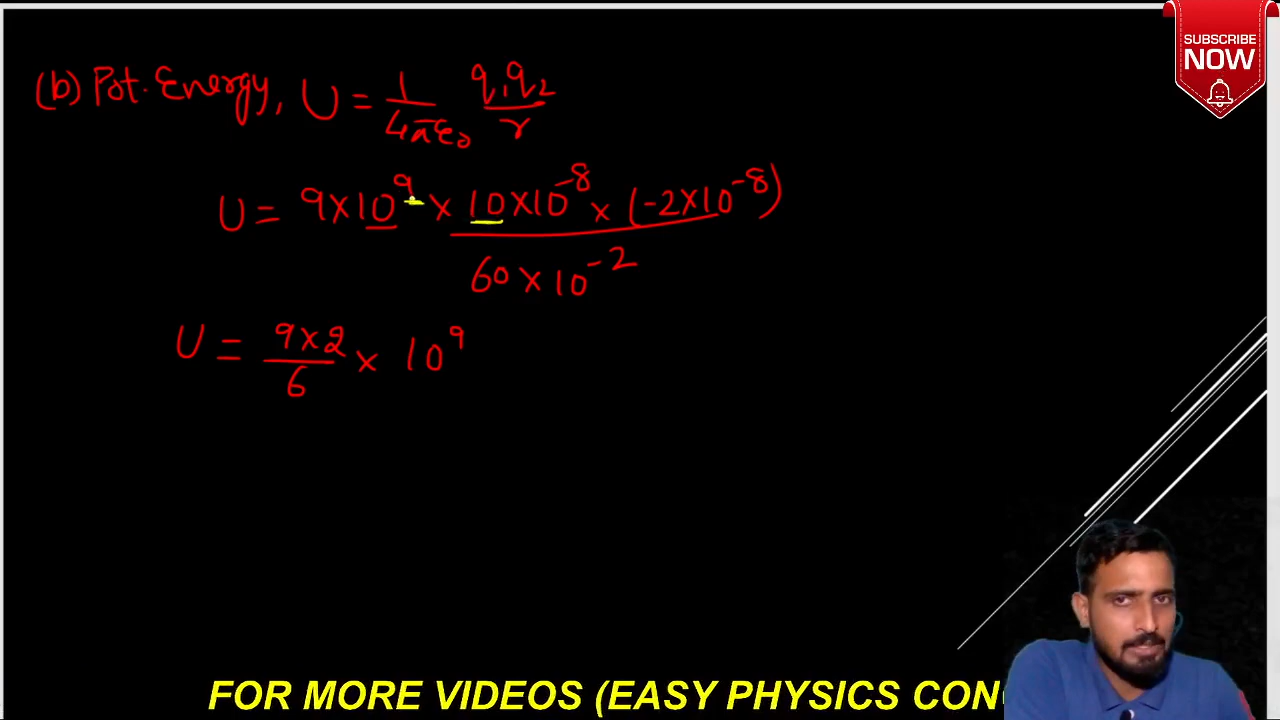 SUBSCRIBE
NOW
(b) Pot. Energy, U = 1/4πε₀ q₁q₂/r
U = 9×10⁹ × 10×10⁻⁸ × (-2×10⁻⁸)
60×10⁻²
U = 9×2/6 × 10⁹
FOR MORE VIDEOS (EASY PHYSICS CON